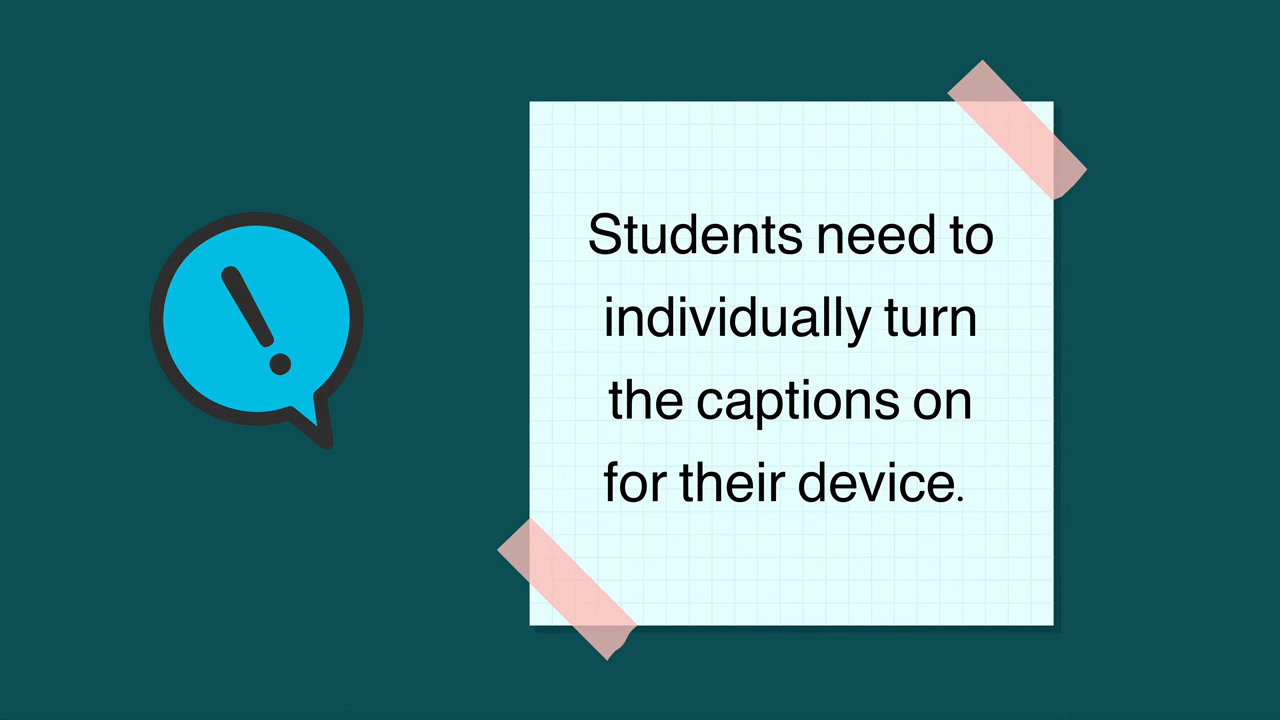 Students need to
individually turn
the captions on
for their device.